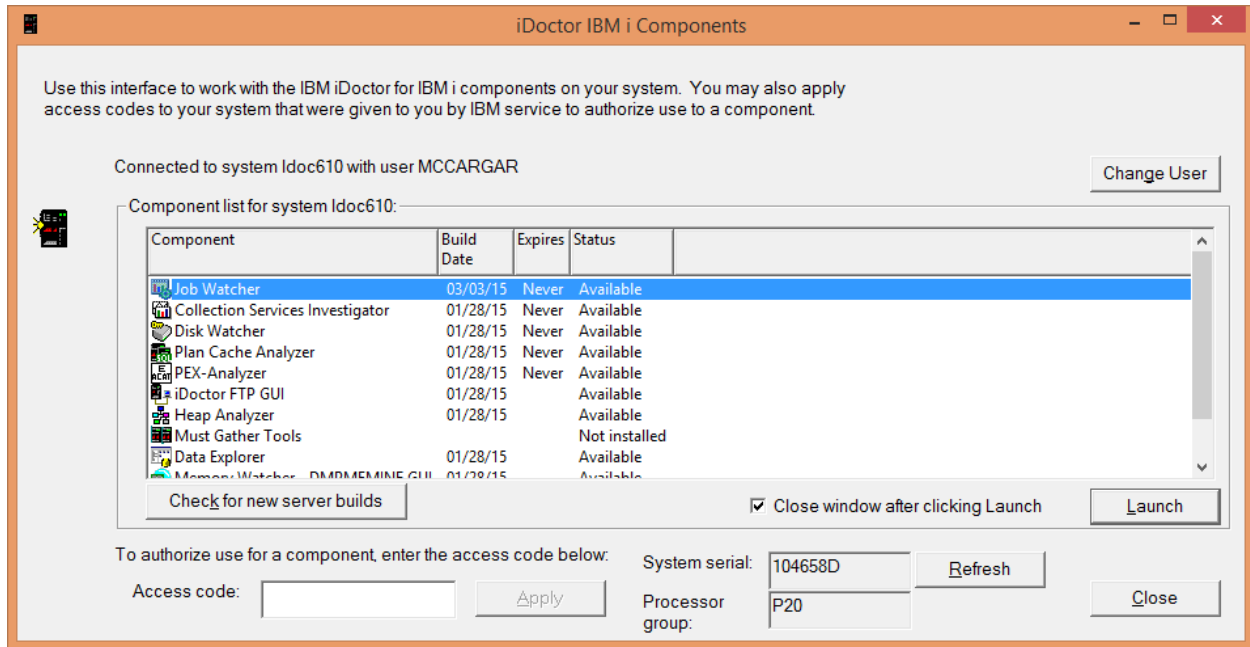 iDoctor IBM i Components
Use this interface to work with the IBM iDoctor for IBM i components on your system. You may also apply
access codes to your system that were given to you by IBM service to authorize use to a component.
Connected to system Idoc610 with user MCCARGAR
Change User
Component list for system Idoc610:
Component Build Date Expires Status
Job Watcher 03/03/15 Never Available
Collection Services Investigator 01/28/15 Never Available
Disk Watcher 01/28/15 Never Available
Plan Cache Analyzer 01/28/15 Never Available
PEX-Analyzer 01/28/15 Never Available
iDoctor FTP GUI 01/28/15 Available
Heap Analyzer 01/28/15 Available
Must Gather Tools Not installed
Data Explorer 01/28/15 Available
Memory Watcher - DMPMEMINF GUI 01/28/15 Available
Check for new server builds
Close window after clicking Launch
Launch
To authorize use for a component, enter the access code below:
Access code:
Apply
System serial: 104658D
Refresh
Processor group: P20
Close